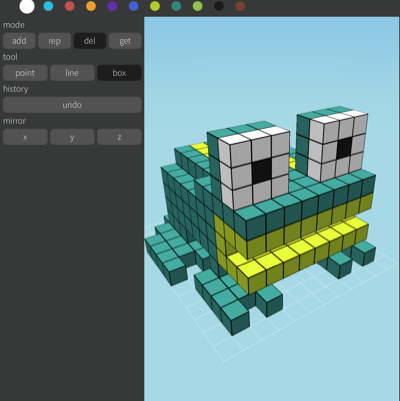 mode
add rep del get
tool
point line box
history
undo
mirror
x y z